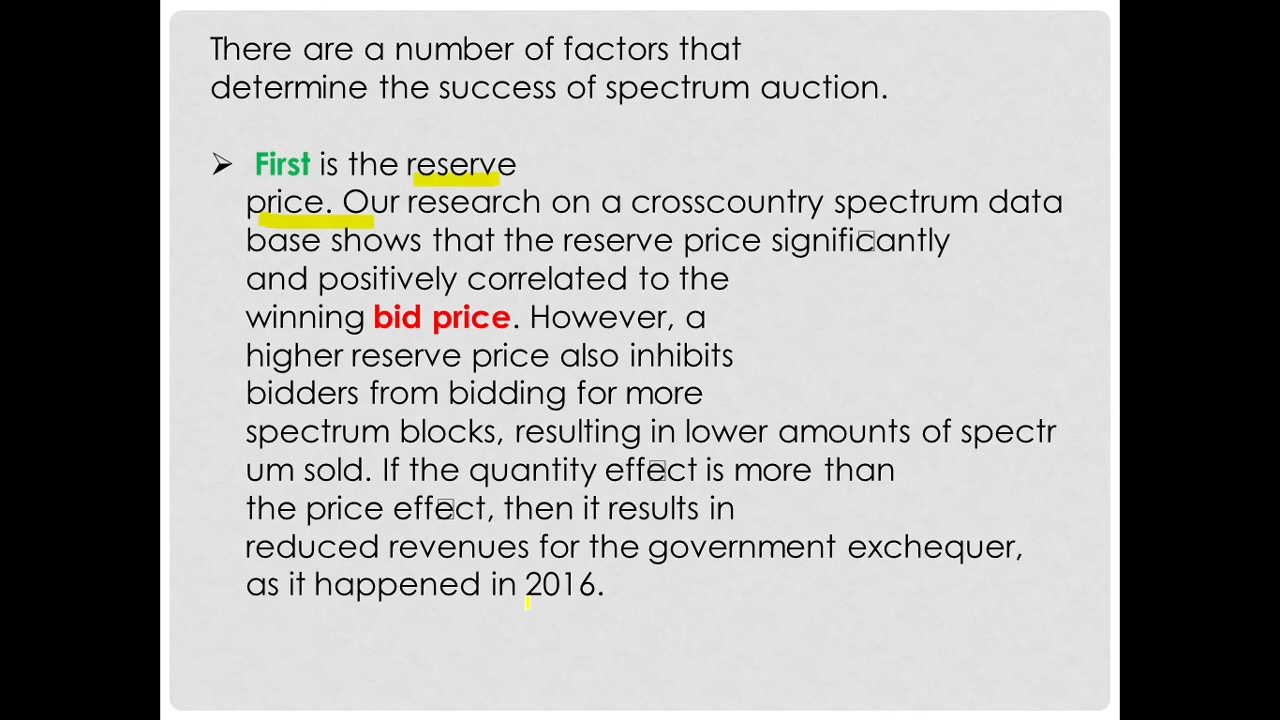 There are a number of factors that
determine the success of spectrum auction.
➢ First is the reserve
price. Our research on a crosscountry spectrum data
base shows that the reserve price significantly
and positively correlated to the
winning bid price. However, a
higher reserve price also inhibits
bidders from bidding for more
spectrum blocks, resulting in lower amounts of spectr
um sold. If the quantity effect is more than
the price effect, then it results in
reduced revenues for the government exchequer,
as it happened in 2016.